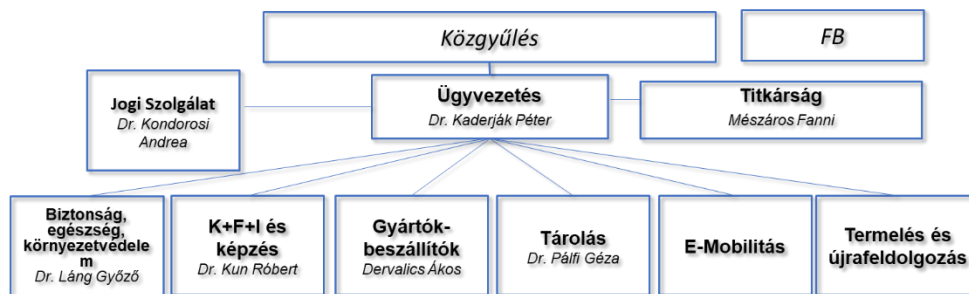 Közgyűlés
FB
Jogi Szolgálat
Dr. Kondorosi
Andrea
Ügyvezetés
Dr. Kaderják Péter
Titkárság
Mészáros Fanni
Biztonság,
egészség,
környezetvédele
m
Dr. Láng Győző
K+F+I és
képzés
Dr. Kun Róbert
Gyártók-
beszállítók
Dervalics Ákos
Tárolás
Dr. Pálfi Géza
E-Mobilitás
Termelés és
újrafeldolgozás